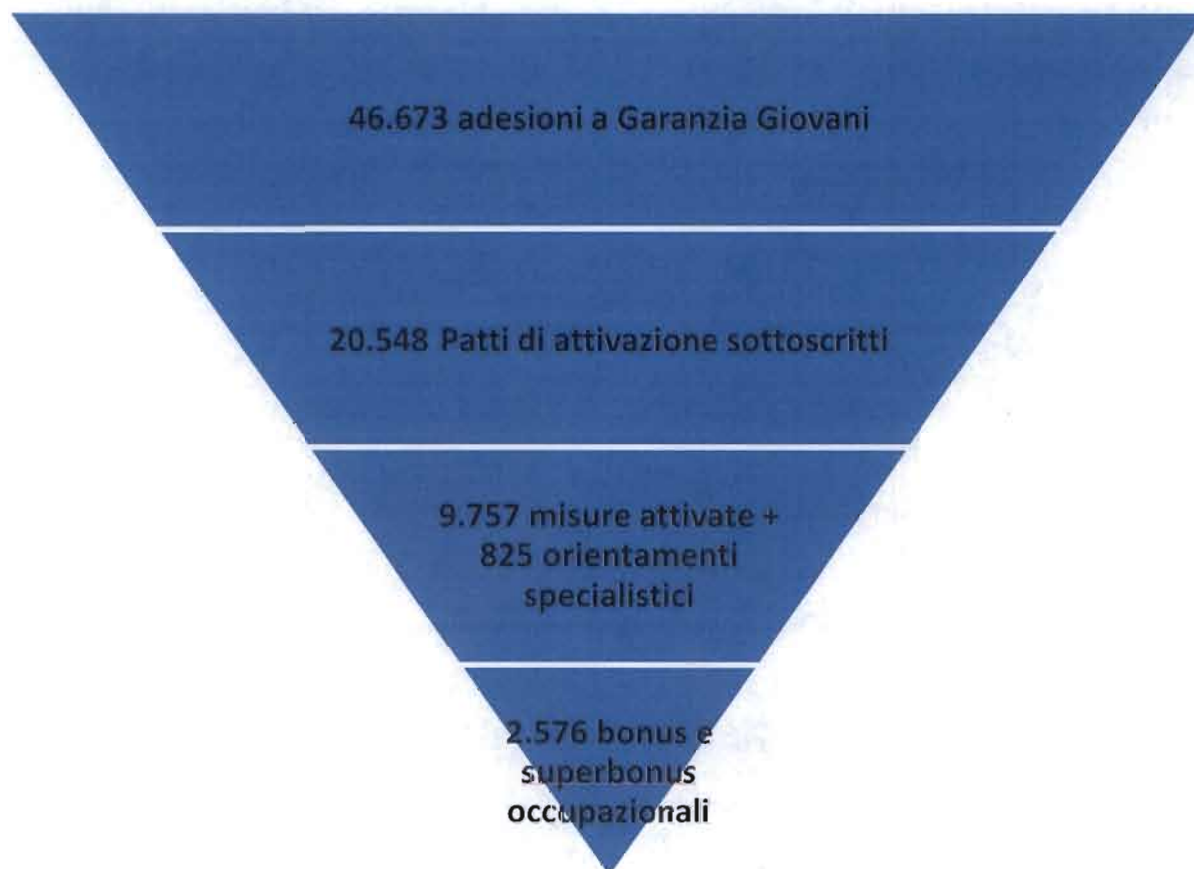 46.673 adesioni a Garanzia Giovani
20.548 Patti di attivazione sottoscritti
9.757 misure attivate +
825 orientamenti
specialistici
2.576 bonus e
superbonus
occupazionali